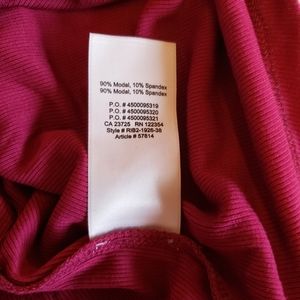 90% Modal, 10% Spandex
90% Modal, 10% Spandex
P.O. # 4500095319
P.O. # 4500095320
P.O. # 4500095321
CA 23725 RN 122354
Style # RIB2-1926-38
Article # 57814